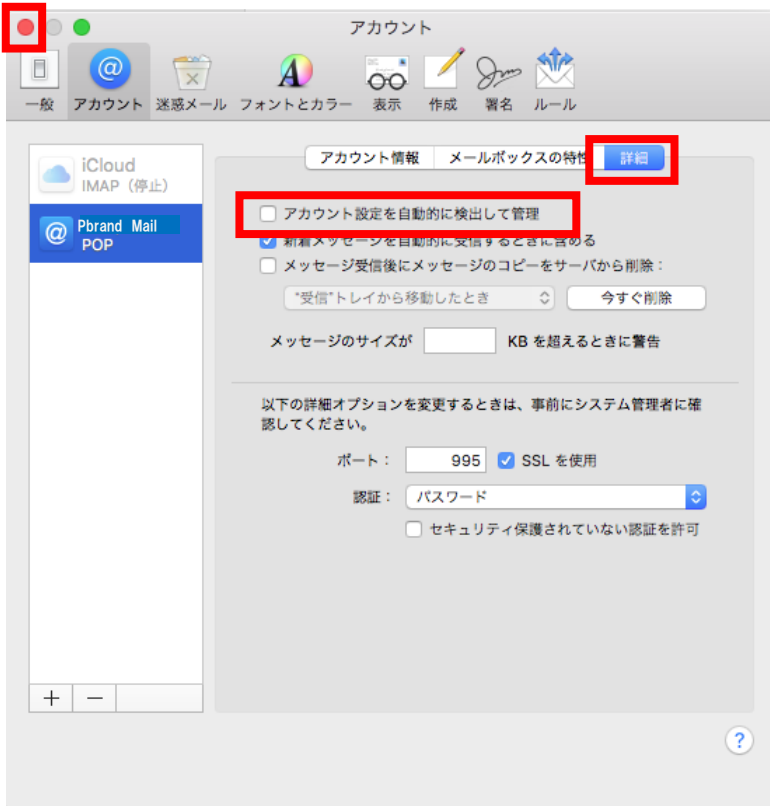 アカウント
一般 アカウント 迷惑メール フォントとカラー 表示 作成 署名 ルール
iCloud
IMAP（停止）
Pbrand Mail
POP
アカウント情報 メールボックスの特性 詳細
アカウント設定を自動的に検出して管理
新着メッセージを自動的に受信するときに含める
メッセージ受信後にメッセージのコピーをサーバから削除：
"受信"トレイから移動したとき 今すぐ削除
メッセージのサイズが KB を超えるときに警告
以下の詳細オプションを変更するときは、事前にシステム管理者に確
認してください。
ポート： 995 SSL を使用
認証： パスワード
セキュリティ保護されていない認証を許可